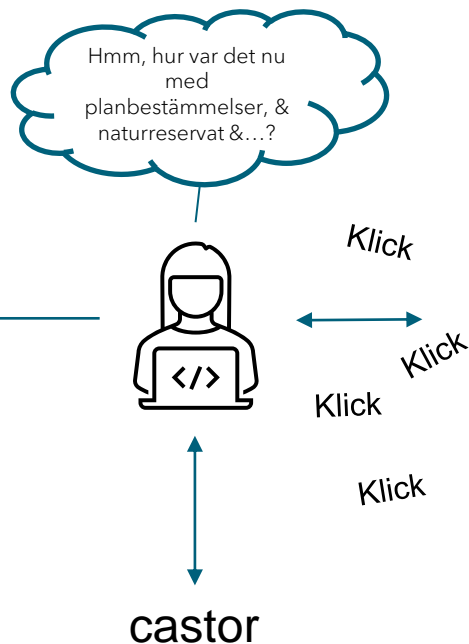 Hmm, hur var det nu
med
planbestämmelser, &
naturreservat &…?
Klick
Klick
Klick
</>
Klick
castor